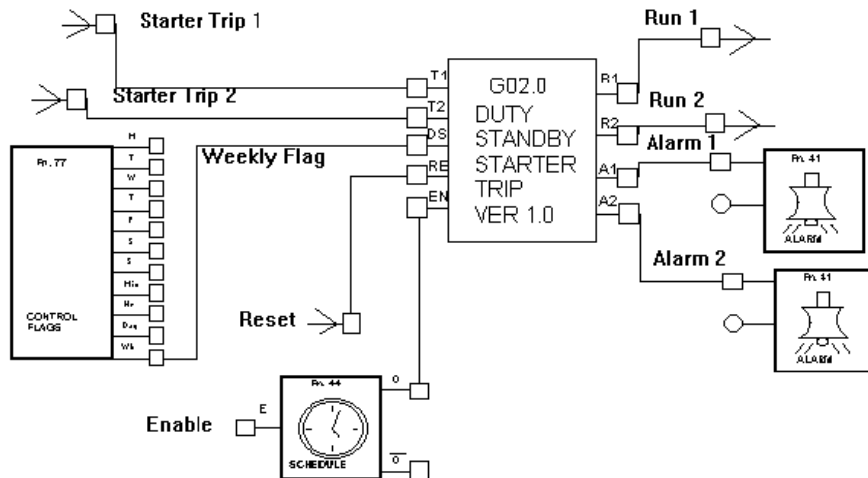 Starter Trip 1
Run 1
T1
R1
G02.0
Starter Trip 2
T2
DUTY
R2
Run 2
DS
STANDBY
Alarm 1
Weekly Flag
RE
STARTER
A1
Fn. 41
EN
TRIP
A2
VER 1.0
ALARM
Fn. 77
M
T
W
T
F
S
S
Min
Hr
Day
Wk
CONTROL
FLAGS
Alarm 2
Fn. 41
ALARM
Reset
Fn. 44
O
Enable
E
SCHEDULE
O